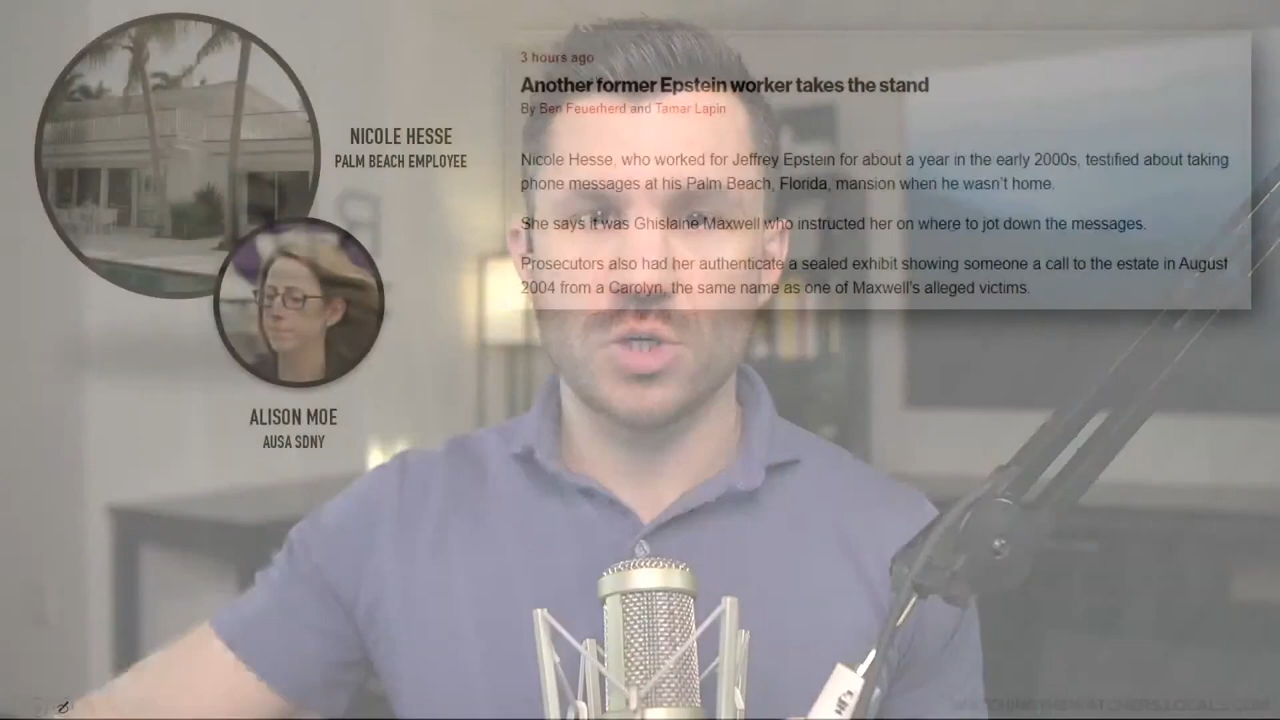 3 hours ago
Another former Epstein worker takes the stand
By Ben Feuerherd and Tamar Lapin
NICOLE HESSE
PALM BEACH EMPLOYEE
Nicole Hesse, who worked for Jeffrey Epstein for about a year in the early 2000s, testified about taking
phone messages at his Palm Beach, Florida, mansion when he wasn't home.
She says it was Ghislaine Maxwell who instructed her on where to jot down the messages.
Prosecutors also had her authenticate a sealed exhibit showing someone a call to the estate in August
2004 from a Carolyn, the same name as one of Maxwell's alleged victims.
ALISON MOE
AUSA SDNY
WATCHINGTHEWATCHERS.LOCALS.COM